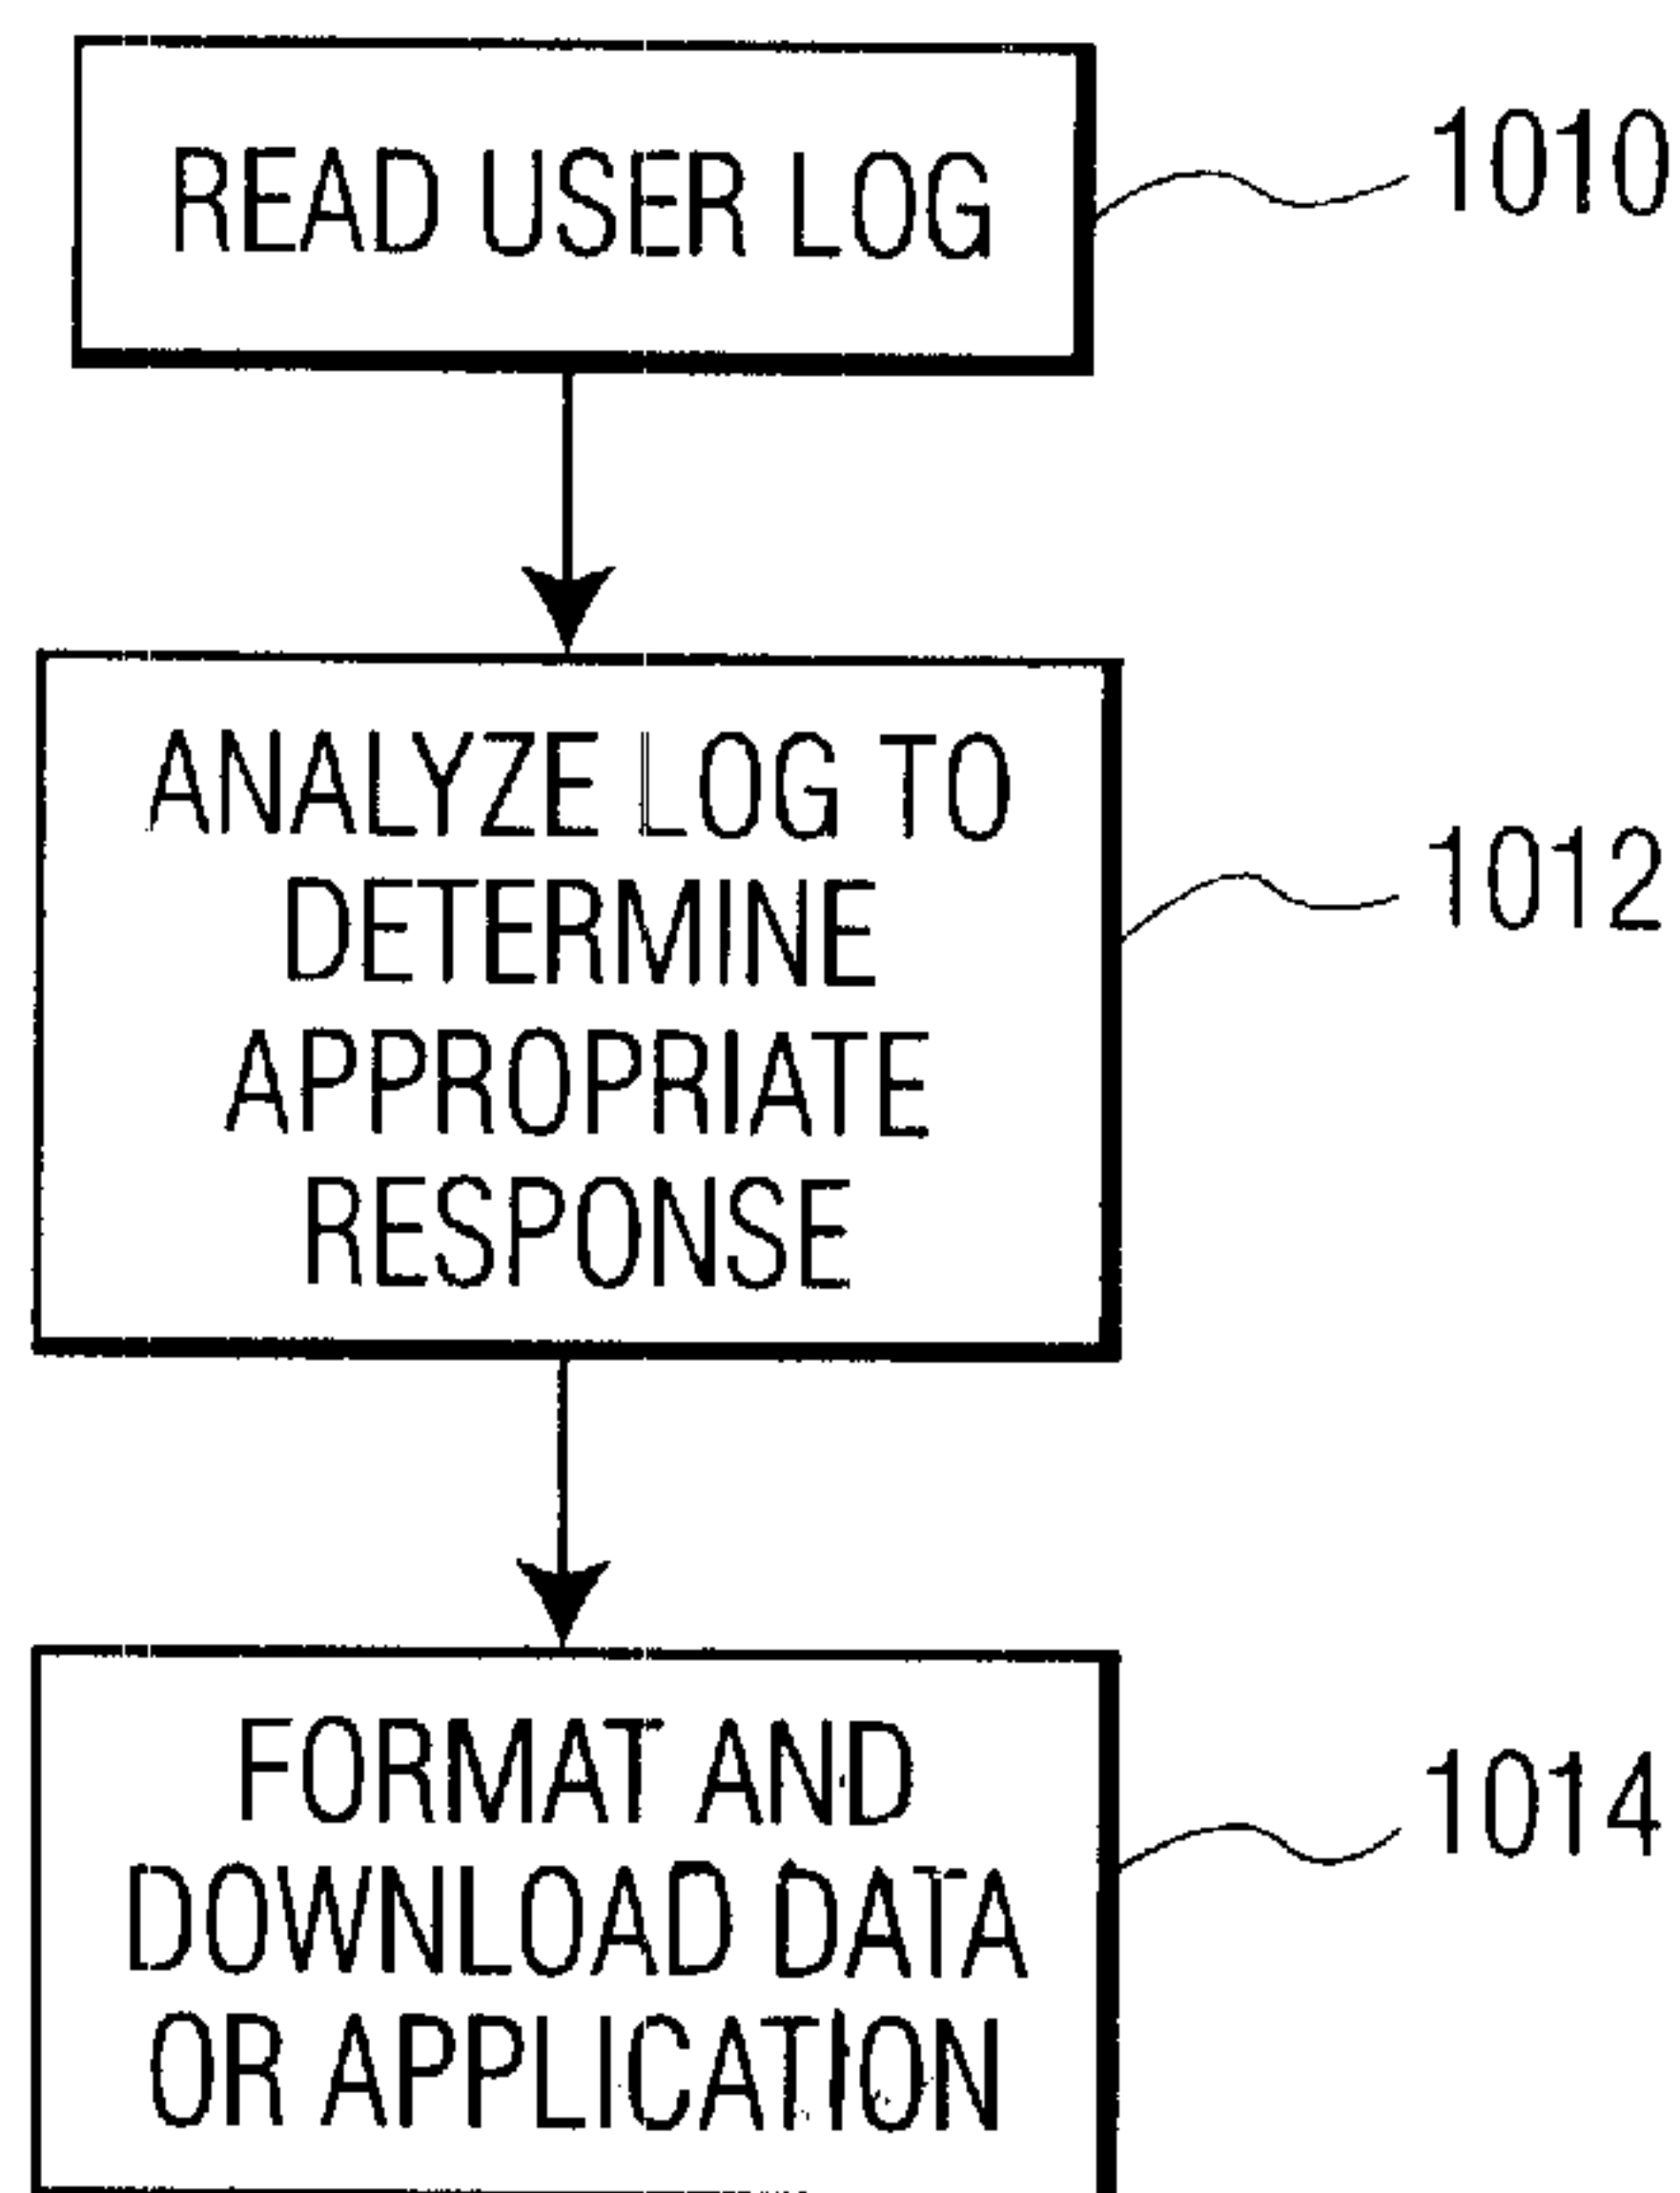 READ USER LOG
1010
ANALYZE LOG TO
DETERMINE
APPROPRIATE
RESPONSE
1012
FORMAT AND
DOWNLOAD DATA
OR APPLICATION
1014